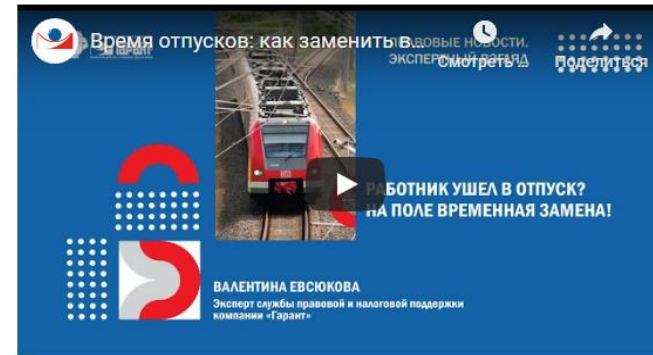 Время отпусков: как заменить в...
Гарант
ПРАВОВЫЕ НОВОСТИ.
ЭКСПЕРТНЫЙ ВЗГЛЯД
Смотреть ...
Поделиться
РАБОТНИК УШЕЛ В ОТПУСК?
НА ПОЛЕ ВРЕМЕННАЯ ЗАМЕНА!
ВАЛЕНТИНА ЕВСЮКОВА
Эксперт службы правовой и налоговой поддержки
компании «Гарант»